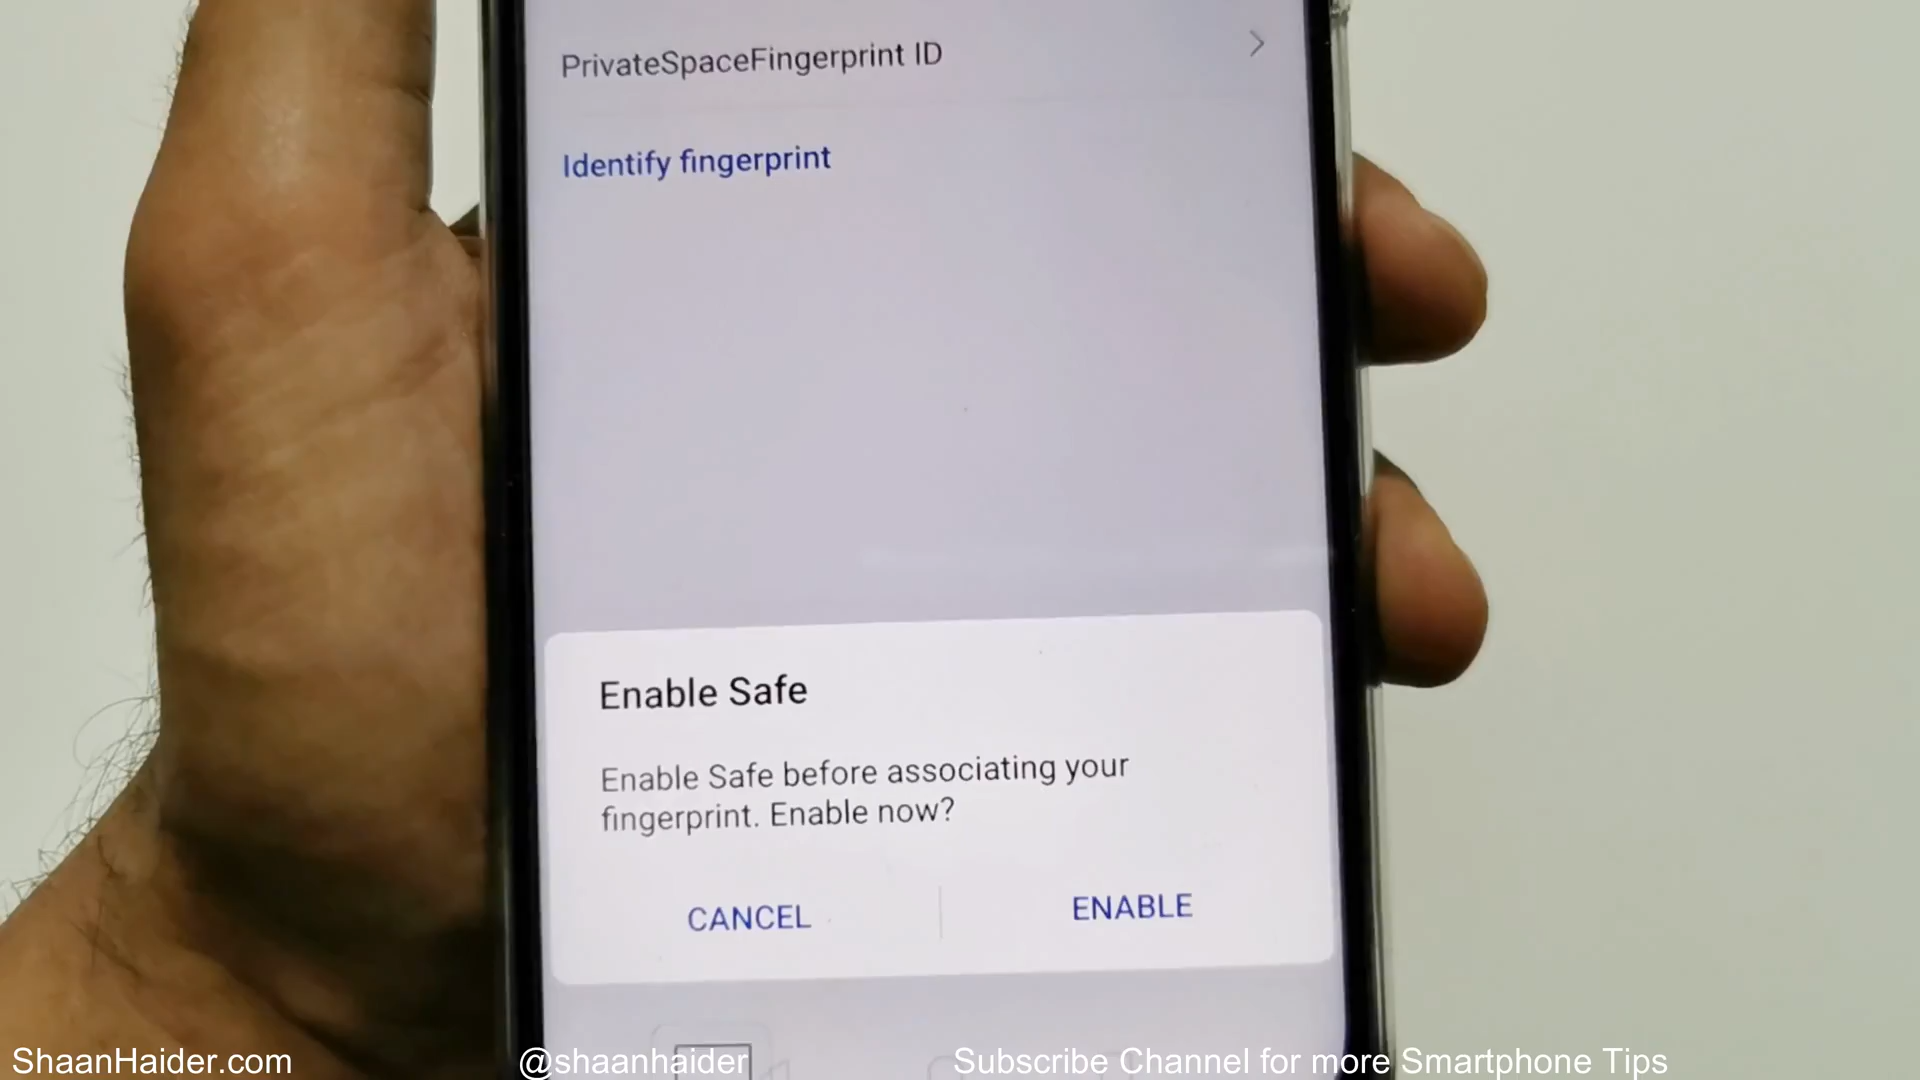 PrivateSpaceFingerprint ID
Identify fingerprint
Enable Safe
Enable Safe before associating your
fingerprint. Enable now?
CANCEL
ENABLE
ShaanHaider.com
@shaanhaider
Subscribe Channel for more Smartphone Tips